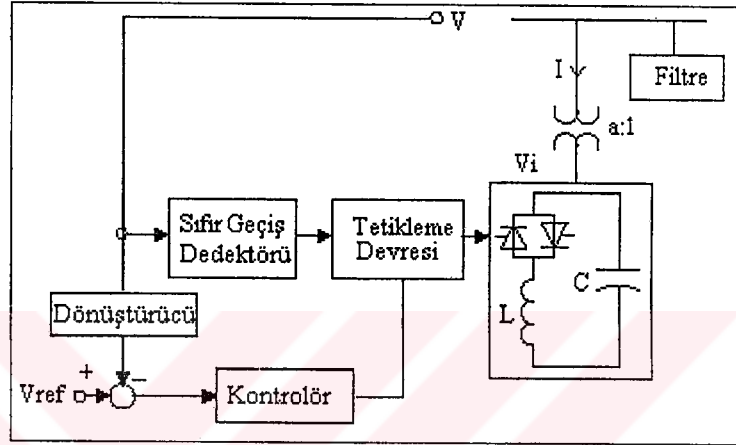 V
I
Filtre
a:1
Vi
Sıfır Geçiş
Dedektörü
Tetikleme
Devresi
C
L
Dönüştürücü
+
−
Vref
Kontrolör